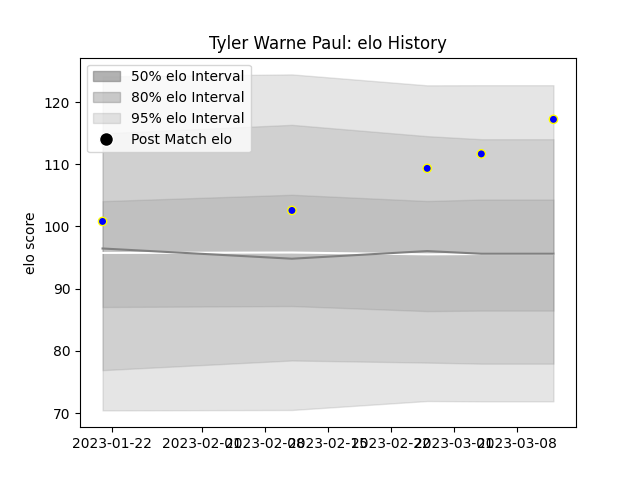 Tyler Warne Paul: elo History
50% elo Interval
80% elo Interval
95% elo Interval
Post Match elo
elo score
120
110
100
90
80
70
2023-01-22 2023-02-01 2023-02-08 2023-02-15 2023-02-22 2023-03-01 2023-03-08